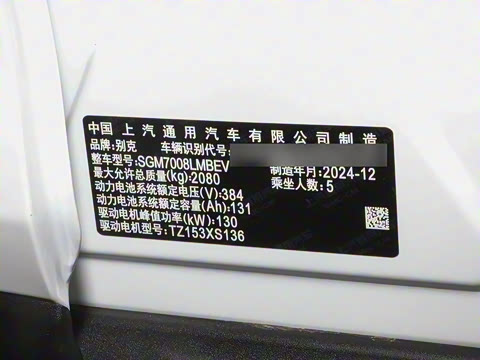 中国上汽通用汽车有限公司制造
品牌:别克 车辆识别代号:
整车型号:SGM7008LMBEV 制造年月:2024-12
最大允许总质量(kg):2080 乘坐人数:5
动力电池系统额定电压(V):384
动力电池系统额定容量(Ah):131
驱动电机峰值功率(kW):130
驱动电机型号:TZ153XS136